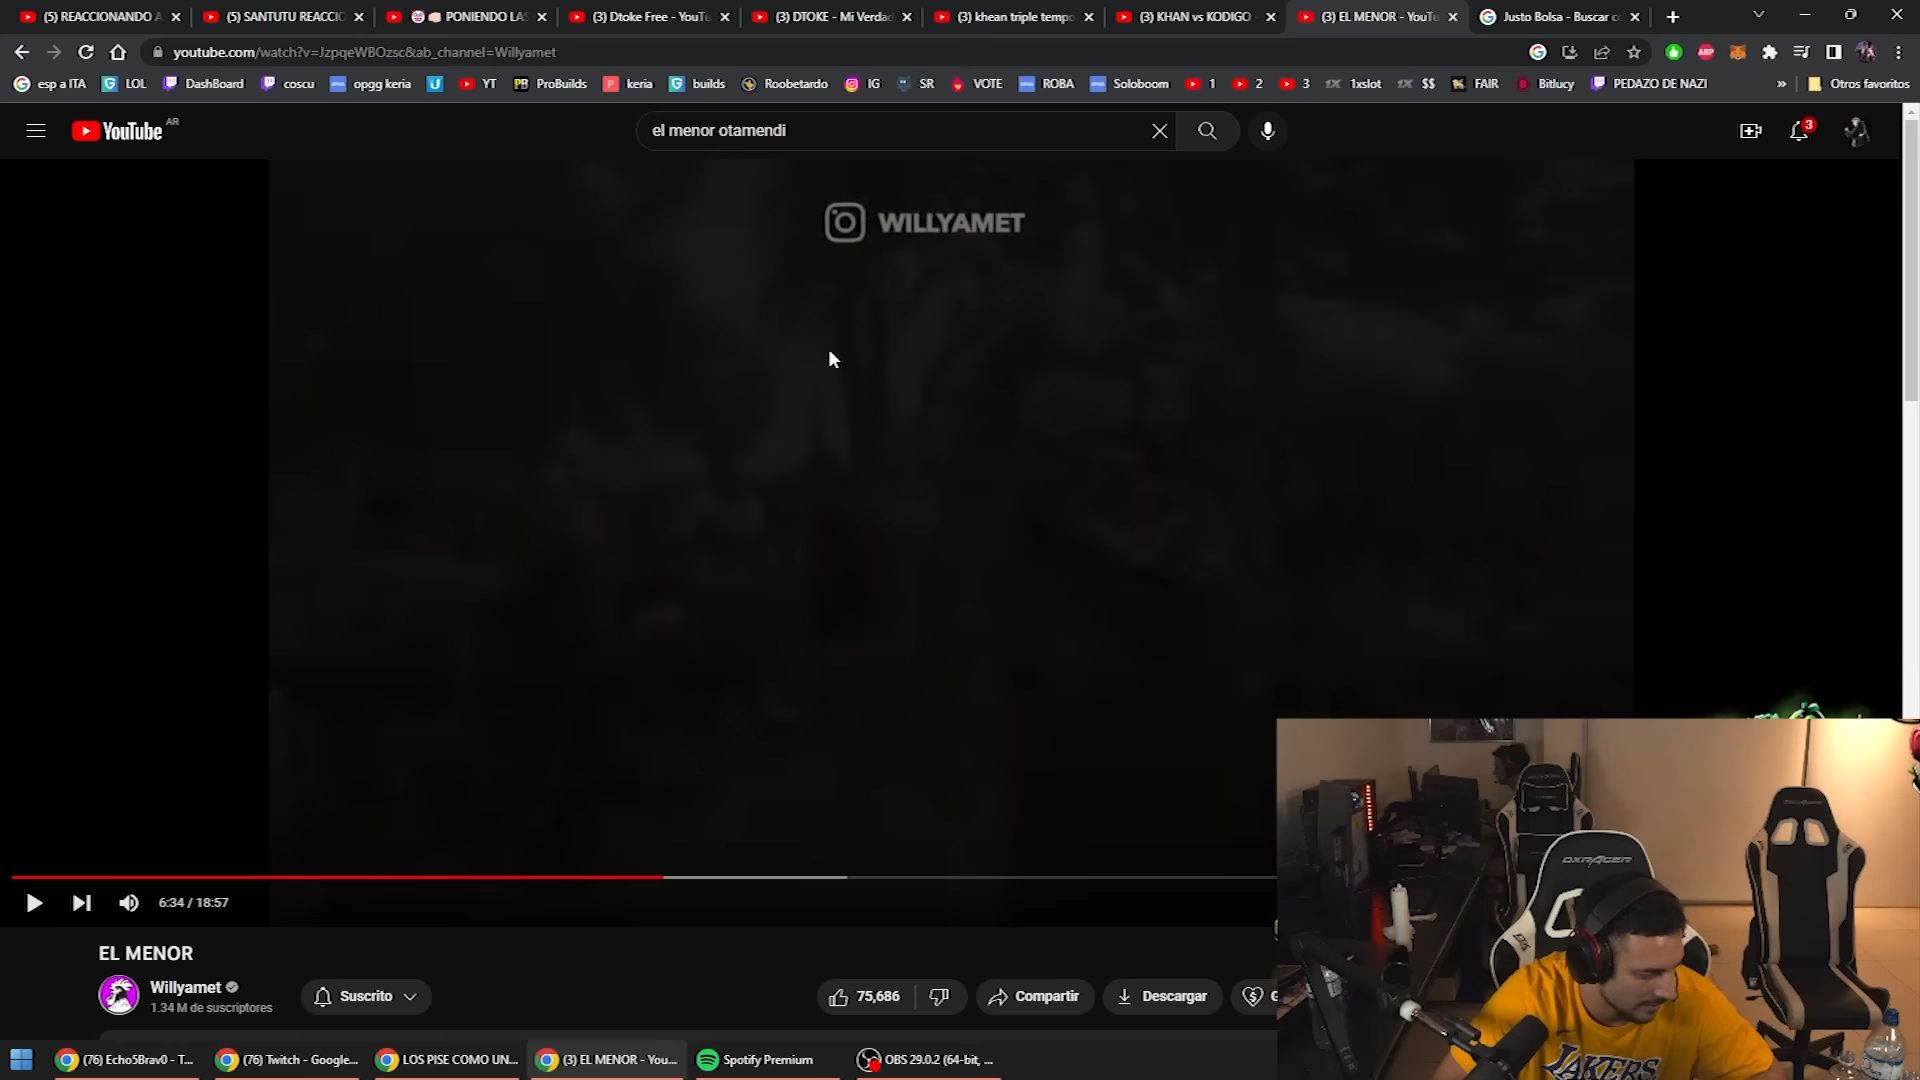 (5) REACCIONANDO A
(5) SANTUTU REACCIO
PONIENDO LAS
(3) Dtoke Free - YouTu
(3) DTOKE - Mi Verdad
(3) khean triple tempo
(3) KHAN vs KODIGO -
(3) EL MENOR - YouTu
Justo Bolsa - Buscar co
youtube.com/watch?v=JzpqeWBOzsc&ab_channel=Willyamet
ABP
esp a ITA
LOL
DashBoard
coscu
opgg keria
YT
ProBuilds
keria
builds
Roobetardo
IG
SR
VOTE
ROBA
Soloboom
1
2
3
1xslot
$$
FAIR
Bitlucy
PEDAZO DE NAZI
»
Otros favoritos
YouTube AR
el menor otamendi
3
WILLYAMET
6:34 / 18:57
EL MENOR
Willyamet
1.34 M de suscriptores
Suscrito
75,686
Compartir
Descargar
G
DXRACER
LAKERS
(76) Echo5Brav0 - T...
(76) Twitch - Google...
LOS PISE COMO UN...
(3) EL MENOR - You...
Spotify Premium
OBS 29.0.2 (64-bit, ...